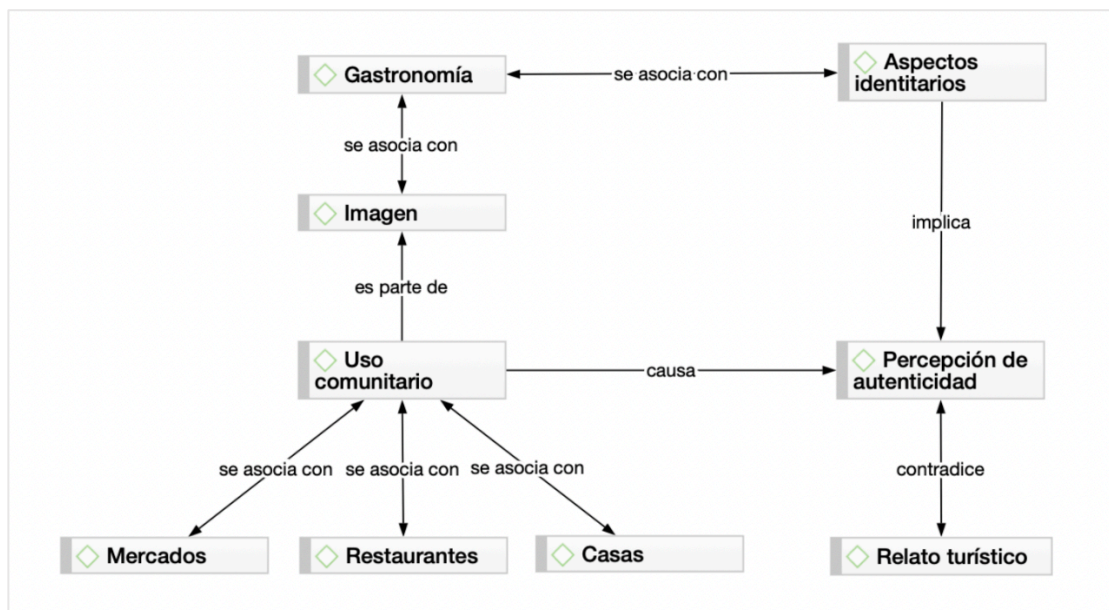 Gastronomía
se asocia con
Aspectos
identitarios
se asocia con
Imagen
implica
es parte de
Uso
comunitario
causa
Percepción de
autenticidad
se asocia con
se asocia con
se asocia con
contradice
Mercados
Restaurantes
Casas
Relato turístico